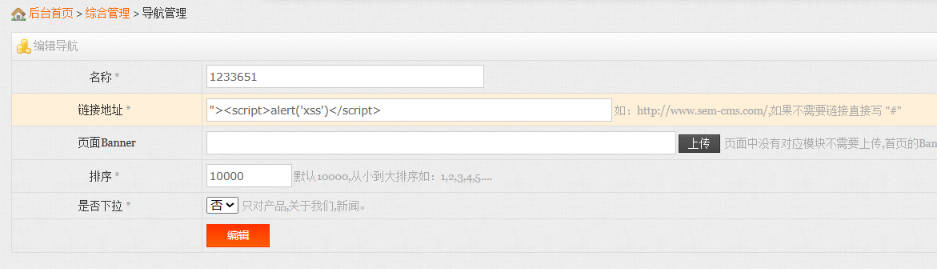 后台首页 > 综合管理 > 导航管理
编辑导航
名称 * 1233651
链接地址 * "><script>alert('xss')</script> 如：http://www.sem-cms.com/,如果不需要链接直接写 "#"
页面Banner 上传 页面中没有对应模块不需要上传,首页的Ban
排序 * 10000 默认10000,从小到大排序如：1,2,3,4,5....
是否下拉 * 否 只对产品,关于我们,新闻。
编辑